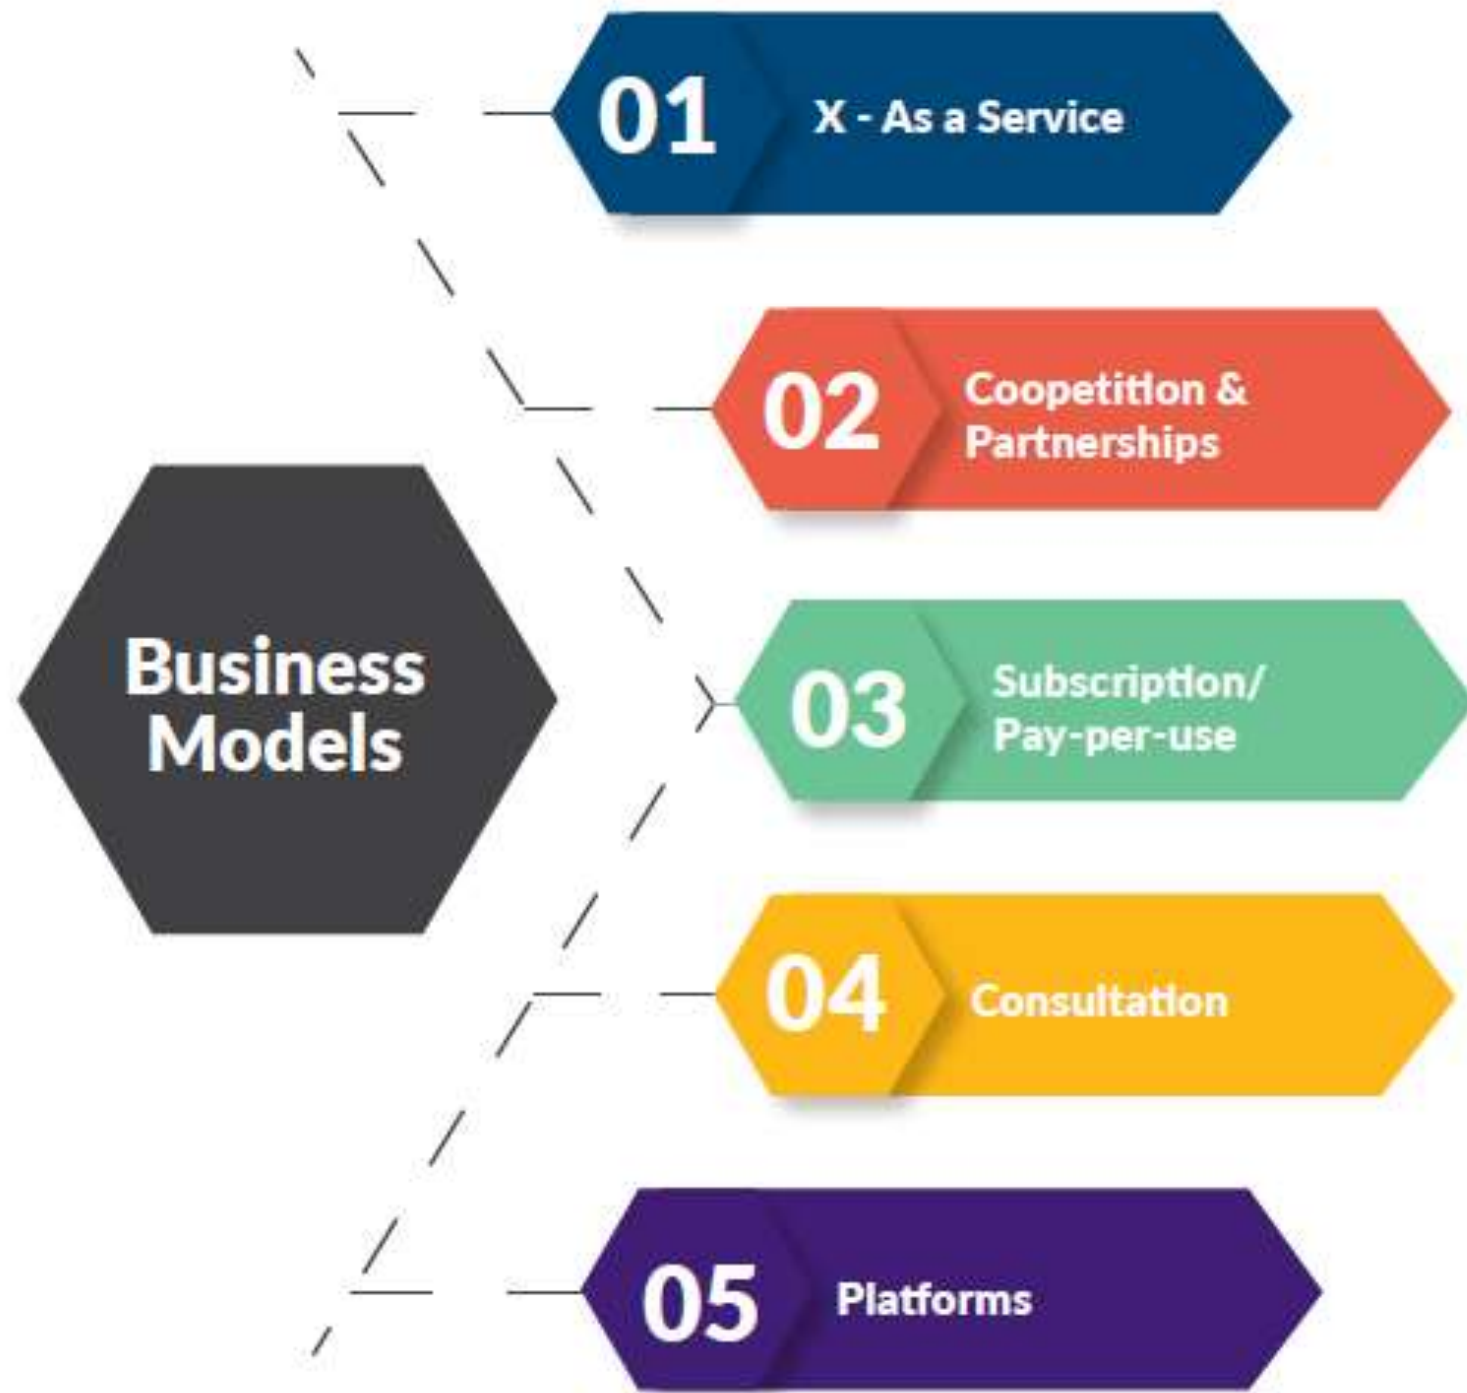 01
X - As a Service
02
Coopetition &
Partnerships
Business
Models
03
Subscription/
Pay-per-use
04
Consultation
05
Platforms